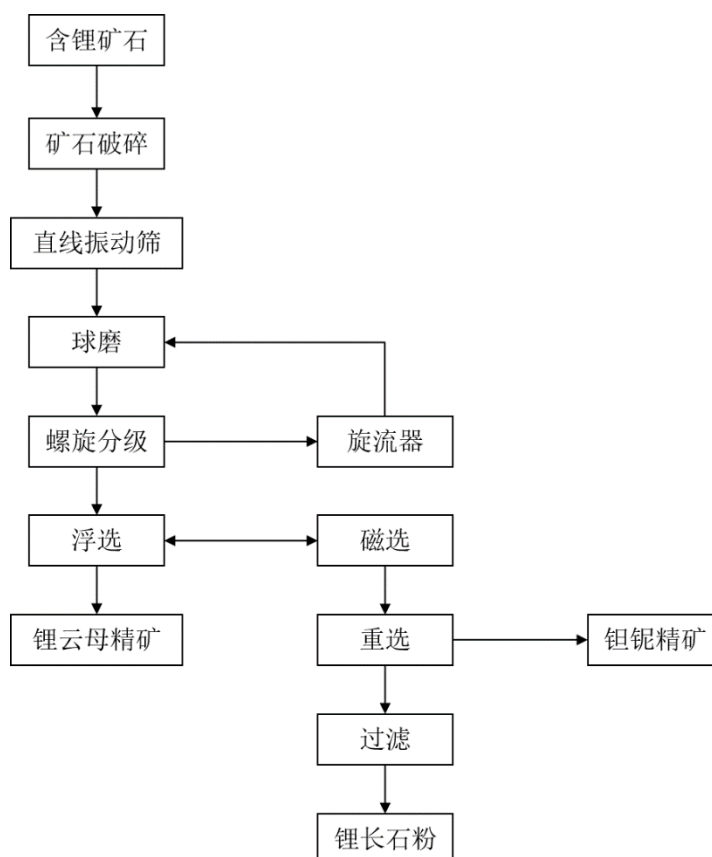 含锂矿石
矿石破碎
直线振动筛
球磨
螺旋分级
旋流器
浮选
磁选
锂云母精矿
重选
钽铌精矿
过滤
锂长石粉